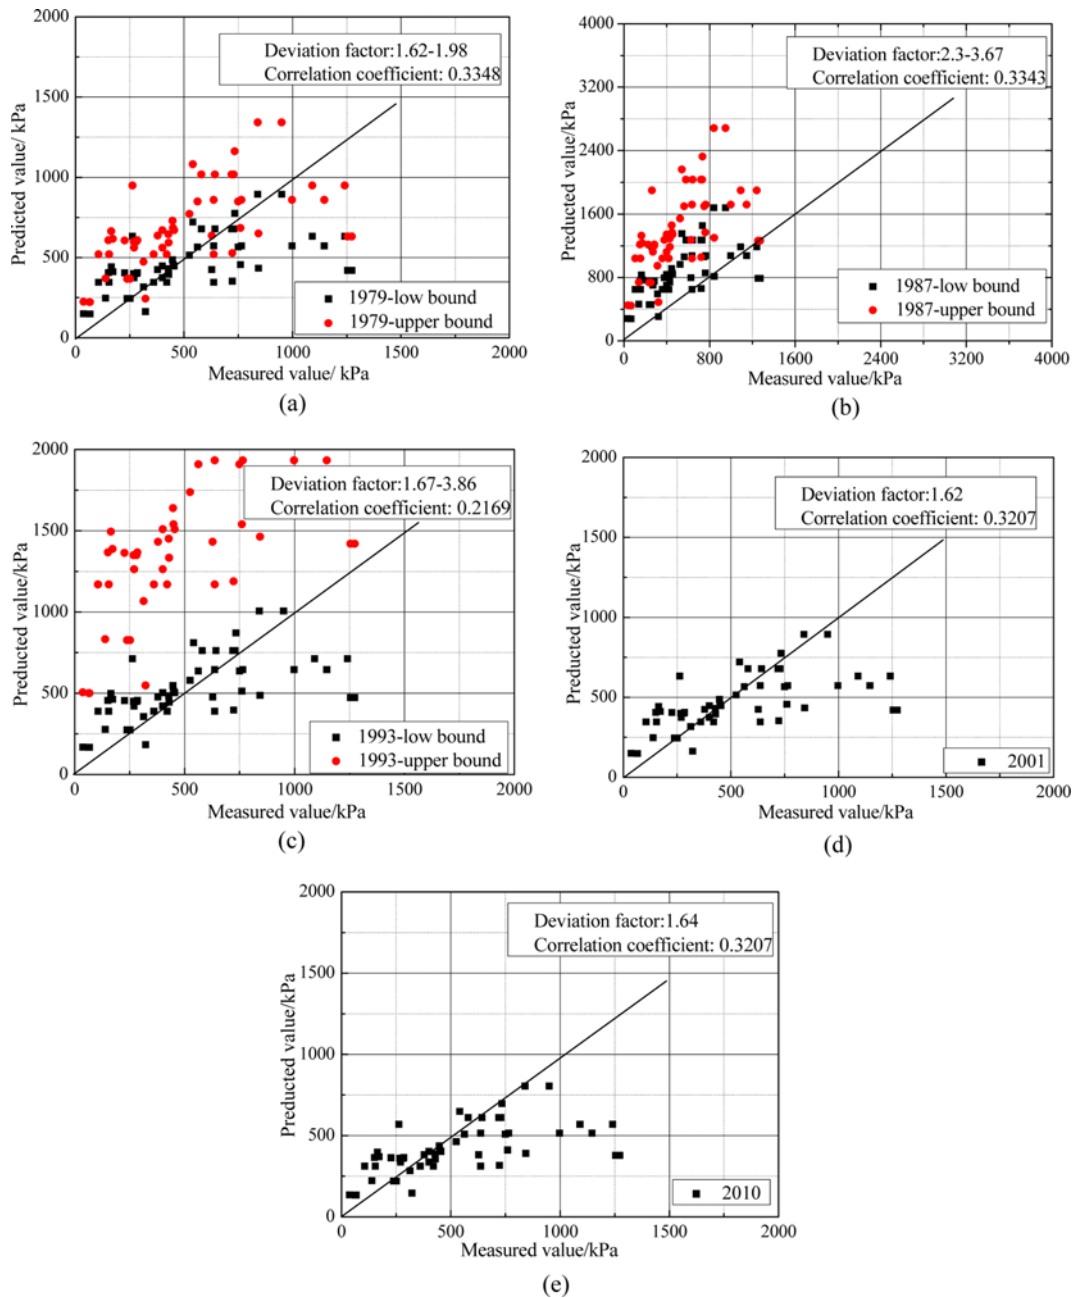 2000
1500
1000
500
0
Predicted value/ kPa
Deviation factor:1.62-1.98
Correlation coefficient: 0.3348
1979-low bound
1979-upper bound
0 500 1000 1500 2000
Measured value/ kPa
(a)
4000
3200
2400
1600
800
0
Preducted value/kPa
Deviation factor:2.3-3.67
Correlation coefficient: 0.3343
1987-low bound
1987-upper bound
0 800 1600 2400 3200 4000
Measured value/kPa
(b)
2000
1500
1000
500
0
Preducted value/kPa
Deviation factor:1.67-3.86
Correlation coefficient: 0.2169
1993-low bound
1993-upper bound
0 500 1000 1500 2000
Measured value/kPa
(c)
2000
1500
1000
500
0
Preducted value/kPa
Deviation factor:1.62
Correlation coefficient: 0.3207
2001
0 500 1000 1500 2000
Measured value/kPa
(d)
2000
1500
1000
500
0
Preducted value/kPa
Deviation factor:1.64
Correlation coefficient: 0.3207
2010
0 500 1000 1500 2000
Measured value/kPa
(e)